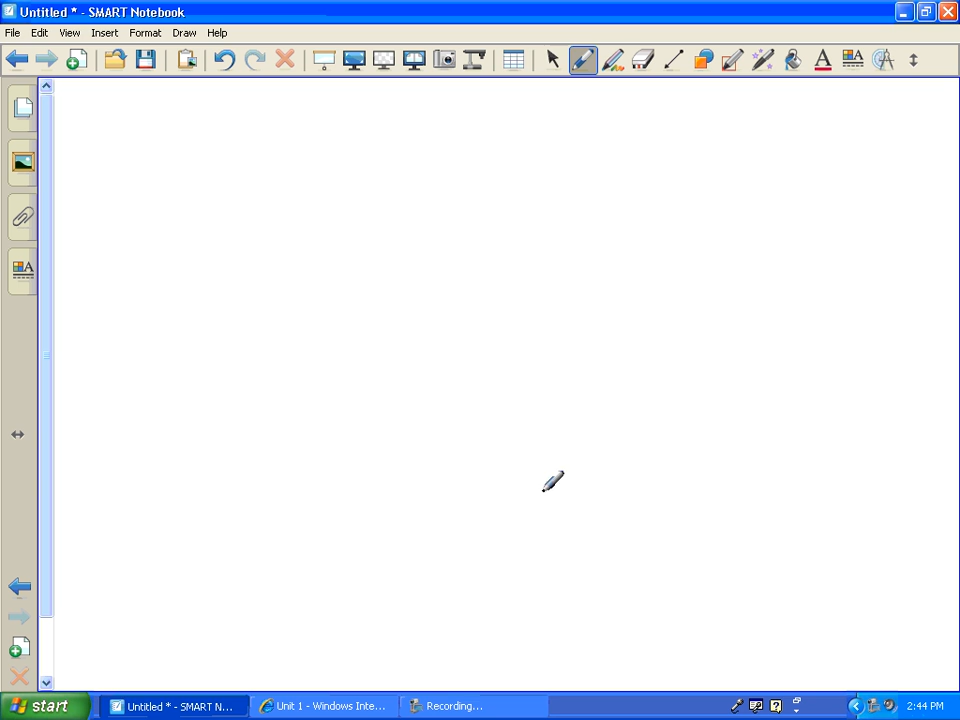 Untitled * - SMART Notebook
File Edit View Insert Format Draw Help
start Untitled * - SMART N... Unit 1 - Windows Inte... Recording... 2:44 PM